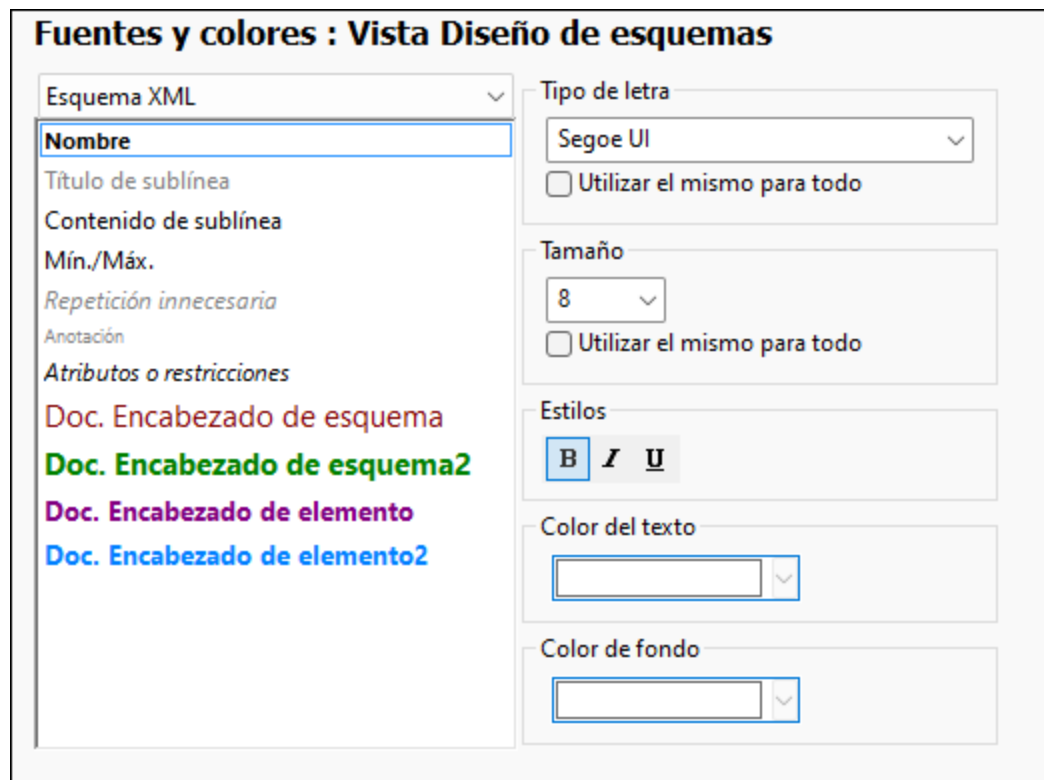 Fuentes y colores : Vista Diseño de esquemas
Esquema XML
Nombre
Título de sublínea
Contenido de sublínea
Mín./Máx.
Repetición innecesaria
Anotación
Atributos o restricciones
Doc. Encabezado de esquema
Doc. Encabezado de esquema2
Doc. Encabezado de elemento
Doc. Encabezado de elemento2
Tipo de letra
Segoe UI
Utilizar el mismo para todo
Tamaño
8
Utilizar el mismo para todo
Estilos
B I U
Color del texto
Color de fondo